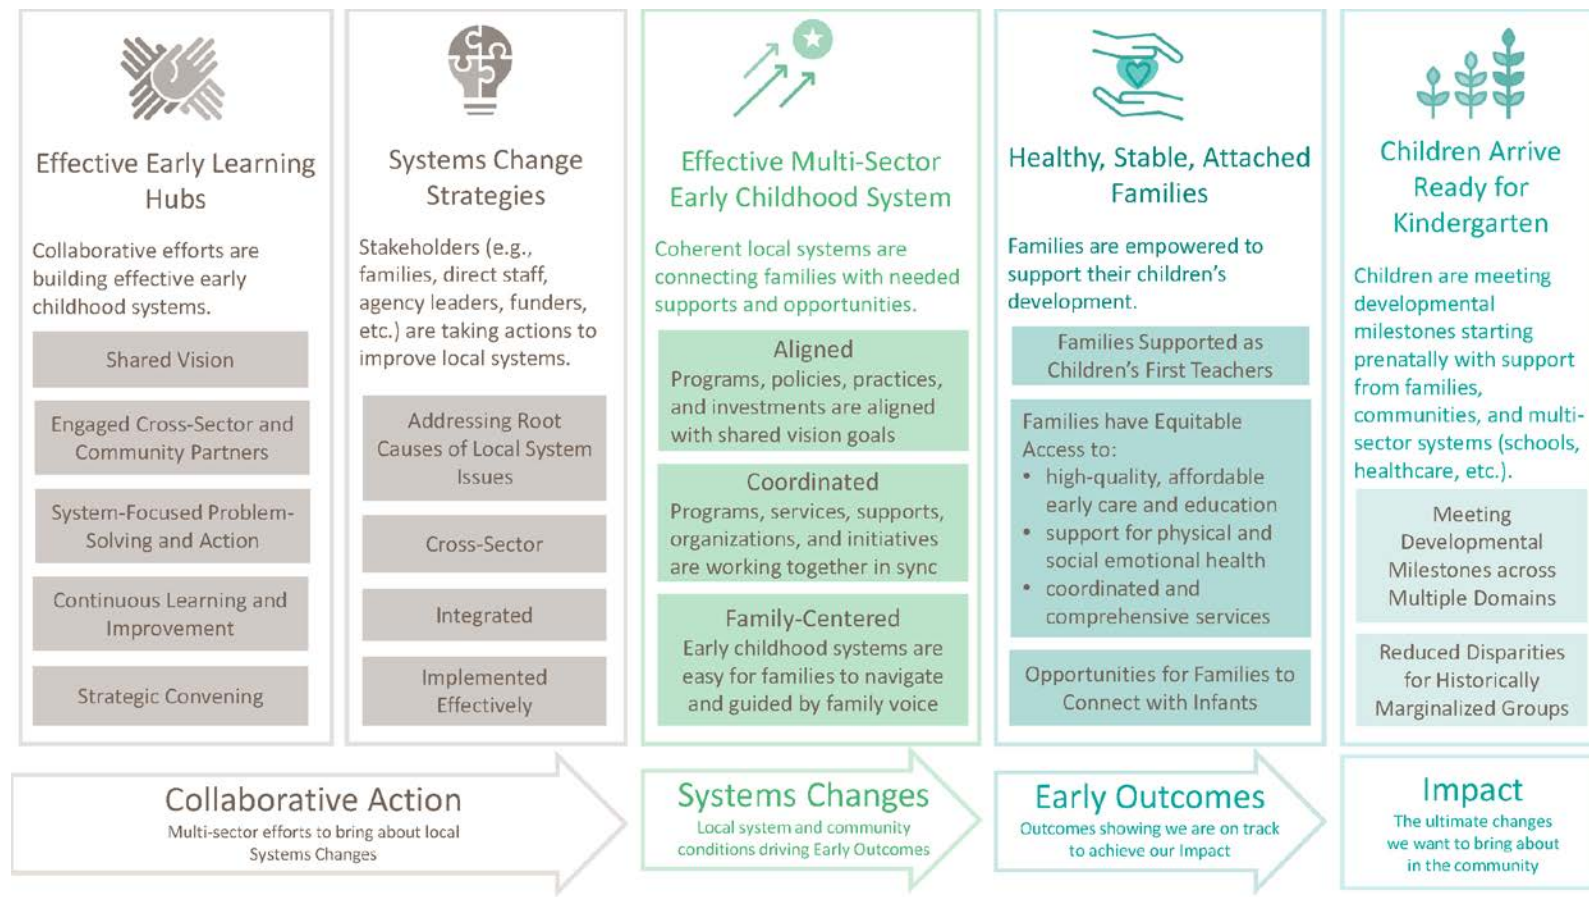 Effective Early Learning
Hubs
Collaborative efforts are
building effective early
childhood systems.
Shared Vision
Engaged Cross-Sector and
Community Partners
System-Focused Problem-
Solving and Action
Continuous Learning and
Improvement
Strategic Convening
Systems Change
Strategies
Stakeholders (e.g.,
families, direct staff,
agency leaders, funders,
etc.) are taking actions to
improve local systems.
Addressing Root
Causes of Local System
Issues
Cross-Sector
Integrated
Implemented
Effectively
Effective Multi-Sector
Early Childhood System
Coherent local systems are
connecting families with needed
supports and opportunities.
Aligned
Programs, policies, practices,
and investments are aligned
with shared vision goals
Coordinated
Programs, services, supports,
organizations, and initiatives
are working together in sync
Family-Centered
Early childhood systems are
easy for families to navigate
and guided by family voice
Healthy, Stable, Attached
Families
Families are empowered to
support their children's
development.
Families Supported as
Children's First Teachers
Families have Equitable
Access to:
• high-quality, affordable
early care and education
• support for physical and
social emotional health
• coordinated and
comprehensive services
Opportunities for Families to
Connect with Infants
Children Arrive
Ready for
Kindergarten
Children are meeting
developmental
milestones starting
prenatally with support
from families,
communities, and multi-
sector systems (schools,
healthcare, etc.).
Meeting
Developmental
Milestones across
Multiple Domains
Reduced Disparities
for Historically
Marginalized Groups
Collaborative Action
Multi-sector efforts to bring about local
Systems Changes
Systems Changes
Local system and community
conditions driving Early Outcomes
Early Outcomes
Outcomes showing we are on track
to achieve our Impact
Impact
The ultimate changes
we want to bring about
in the community